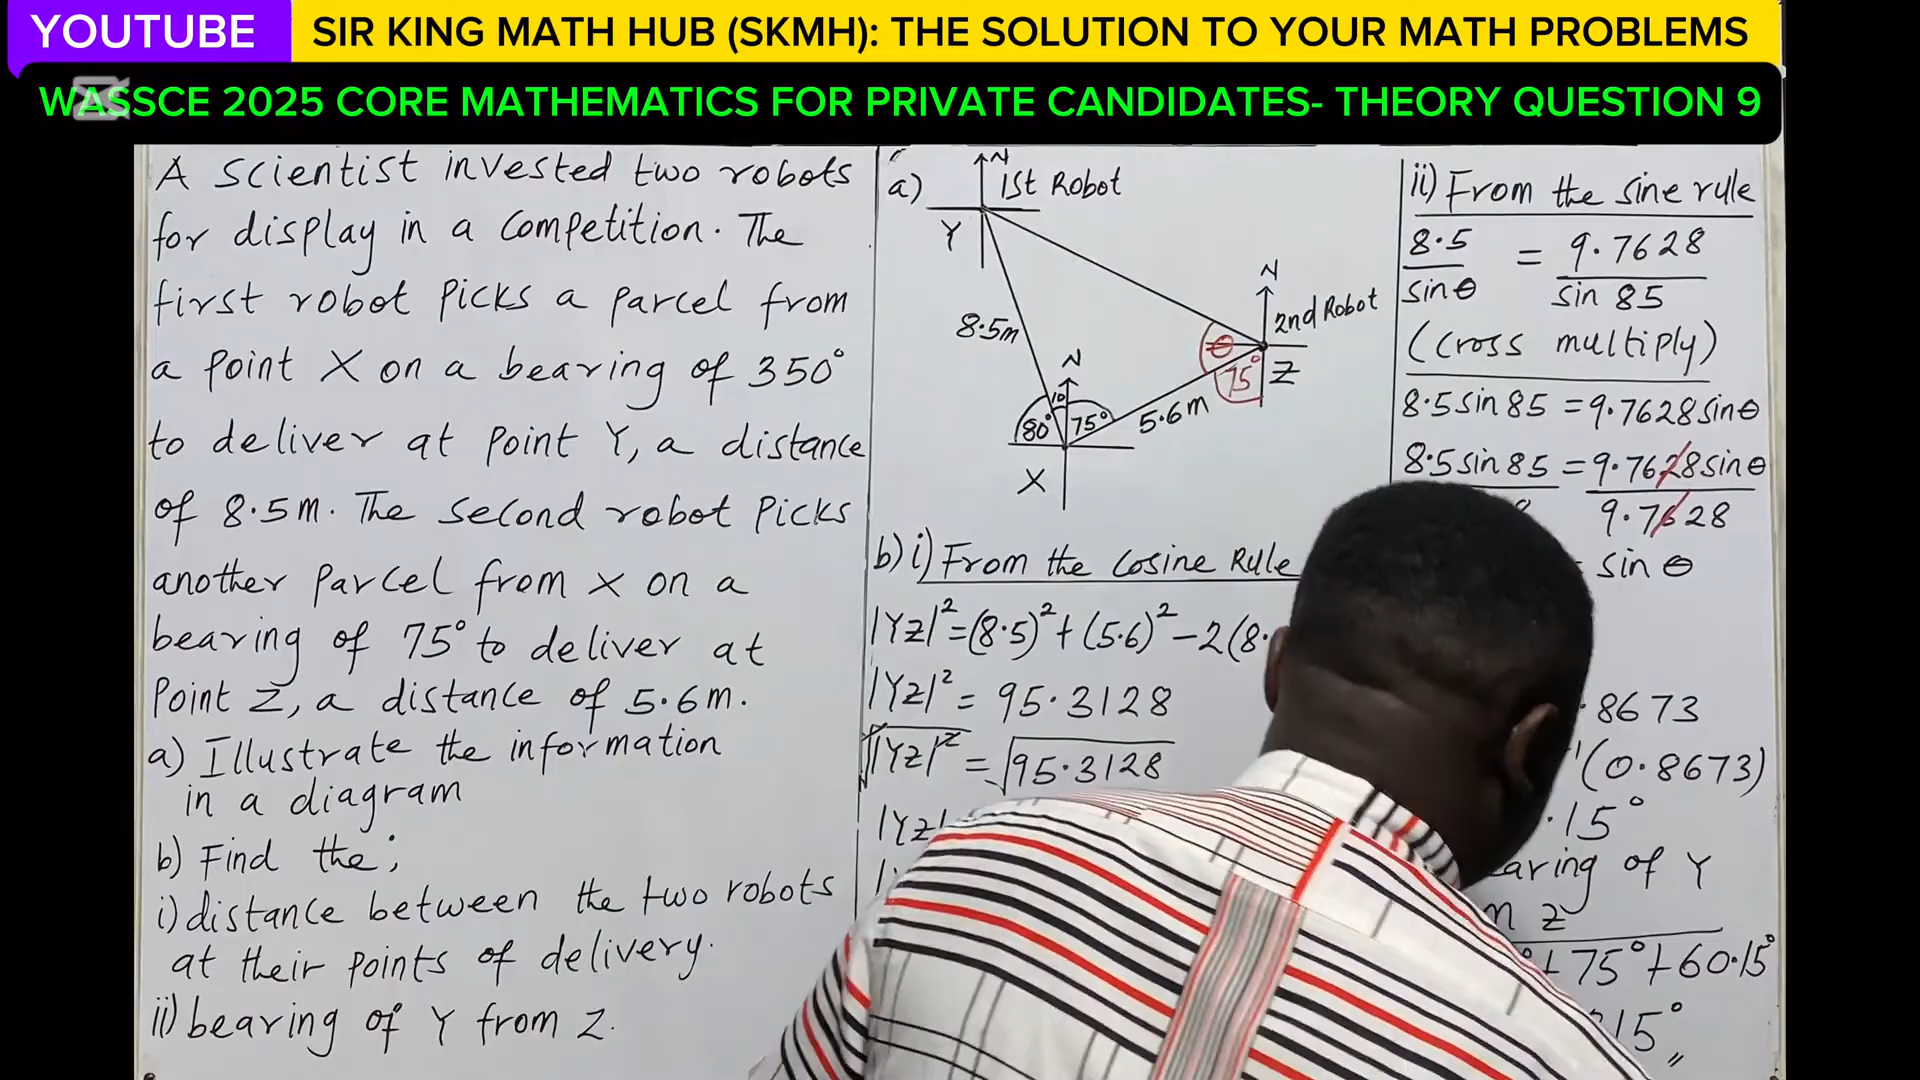 YOUTUBE
SIR KING MATH HUB (SKMH): THE SOLUTION TO YOUR MATH PROBLEMS
WASSCE 2025 CORE MATHEMATICS FOR PRIVATE CANDIDATES- THEORY QUESTION 9
A scientist invested two robots
for display in a competition. The
first robot picks a parcel from
a point X on a bearing of 350°
to deliver at point Y, a distance
of 8.5m. The second robot picks
another parcel from x on a
bearing of 75° to deliver at
point Z, a distance of 5.6m.
a) Illustrate the information
in a diagram
b) Find the;
i) distance between the two robots
at their points of delivery.
ii) bearing of Y from Z.
a)
N
1st Robot
Y
N
2nd Robot
8.5m
θ
75°
Z
N
10
80°
75°
5.6m
X
b) i) From the Cosine Rule
|YZ|² = (8.5)² + (5.6)² - 2(8.
|YZ|² = 95.3128
√|YZ|² = √95.3128
|YZ|
ii) From the sine rule
8.5 = 9.7628
sinθ sin 85
(cross multiply)
8.5 sin 85 = 9.7628 sinθ
8.5 sin 85 = 9.7628 sinθ
8 9.7628
sin θ
.8673
(0.8673)
.15°
aring of Y
m Z
+ 75° + 60.15°
15°